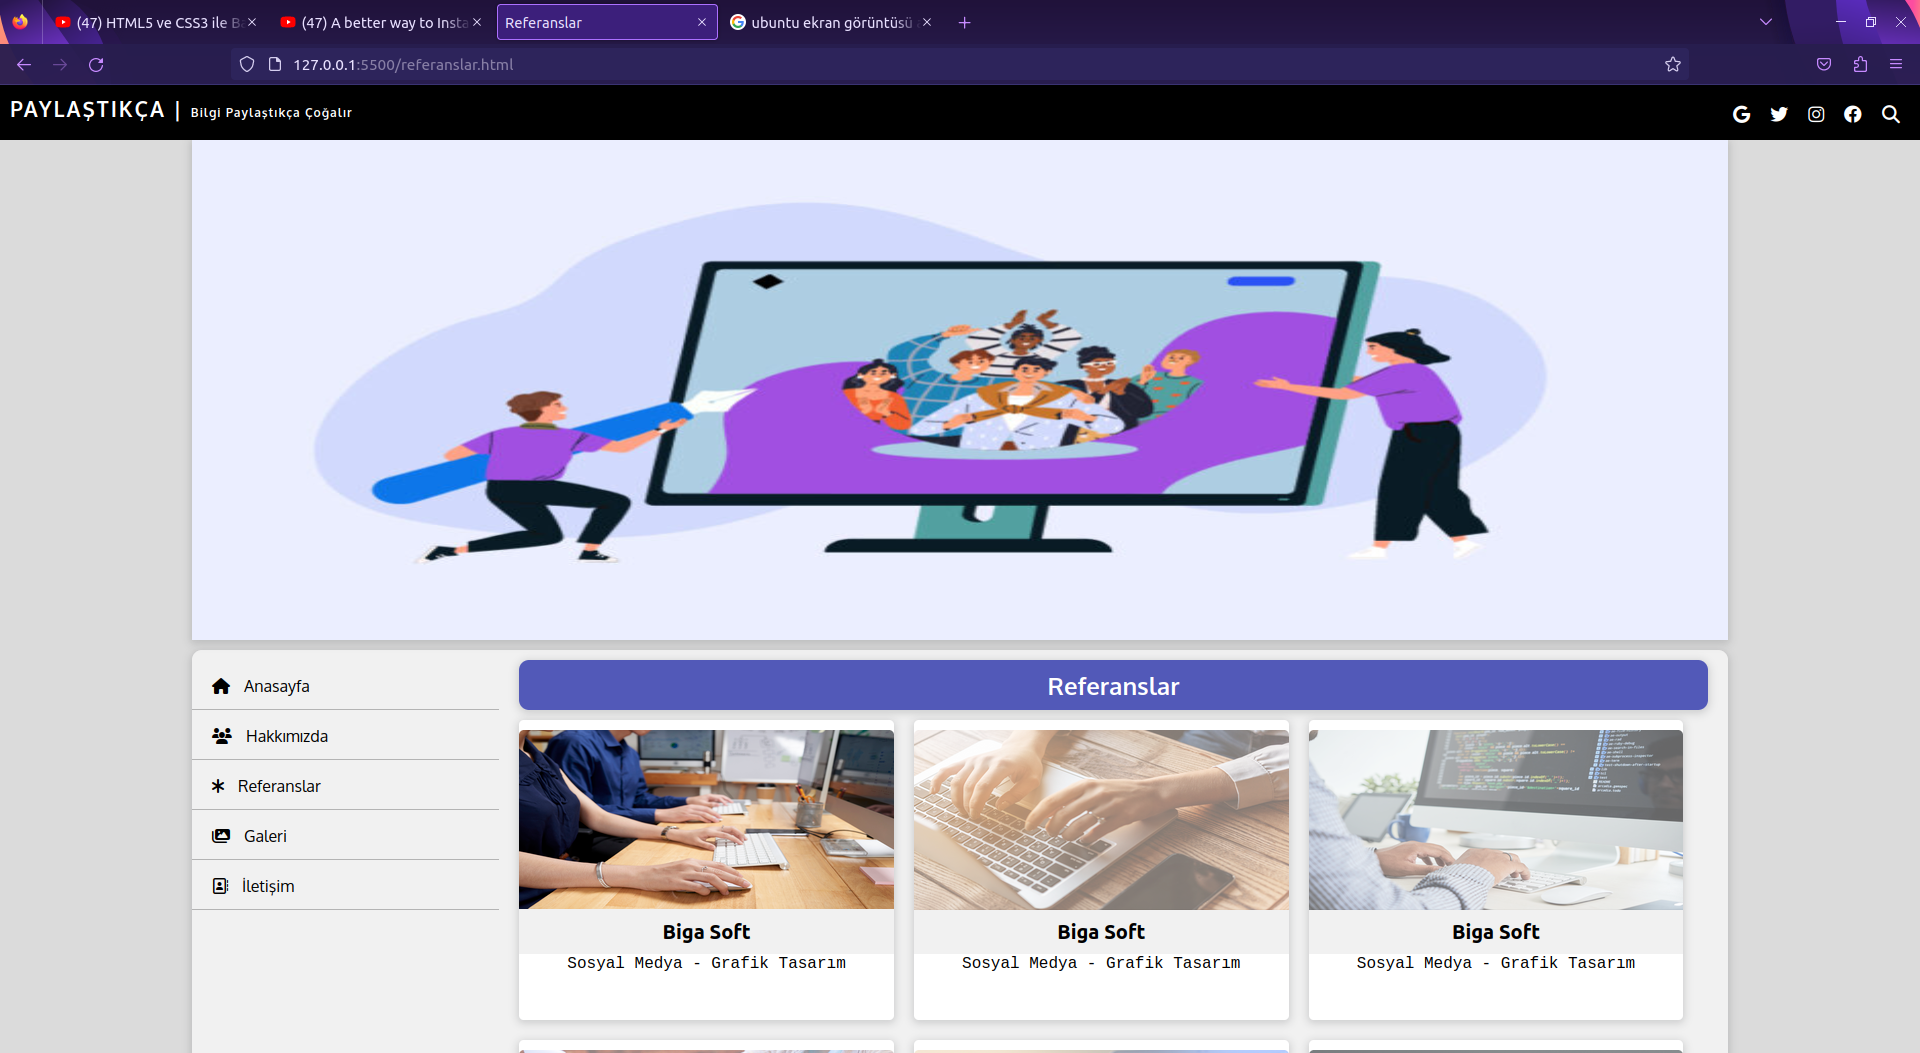 (47) HTML5 ve CSS3 ile B
(47) A better way to Insta
Referanslar
ubuntu ekran görüntüsü
127.0.0.1:5500/referanslar.html
PAYLAŞTIKÇA | Bilgi Paylaştıkça Çoğalır
Referanslar
Anasayfa
Hakkımızda
Referanslar
Galeri
İletişim
Biga Soft
Sosyal Medya - Grafik Tasarım
Biga Soft
Sosyal Medya - Grafik Tasarım
Biga Soft
Sosyal Medya - Grafik Tasarım